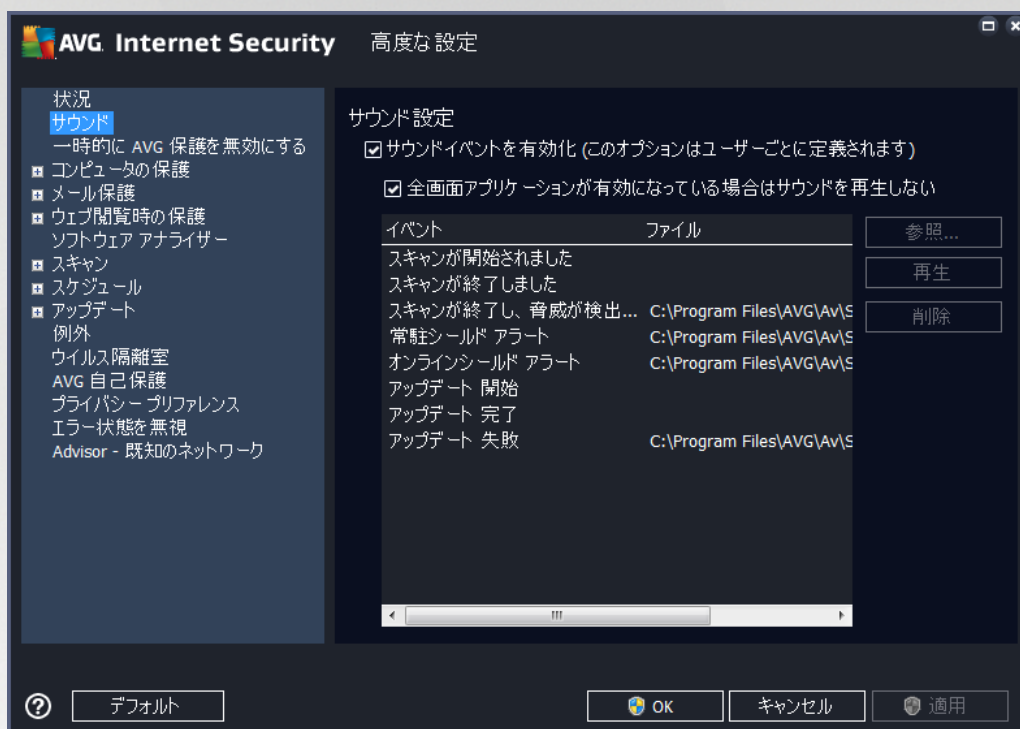 AVG. Internet Security 高度な設定
状況
サウンド
一時的に AVG 保護を無効にする
コンピュータの保護
メール保護
ウェブ閲覧時の保護
ソフトウェア アナライザー
スキャン
スケジュール
アップデート
例外
ウイルス隔離室
AVG 自己保護
プライバシー プリファレンス
エラー状態を無視
Advisor - 既知のネットワーク
サウンド設定
サウンドイベントを有効化 (このオプションはユーザーごとに定義されます)
全画面アプリケーションが有効になっている場合はサウンドを再生しない
イベント ファイル
スキャンが開始されました
スキャンが終了しました
スキャンが終了し、脅威が検出... C:\Program Files\AVG\Av\S
常駐シールド アラート C:\Program Files\AVG\Av\S
オンラインシールド アラート C:\Program Files\AVG\Av\S
アップデート 開始
アップデート 完了
アップデート 失敗 C:\Program Files\AVG\Av\S
参照...
再生
削除
デフォルト
OK
キャンセル
適用